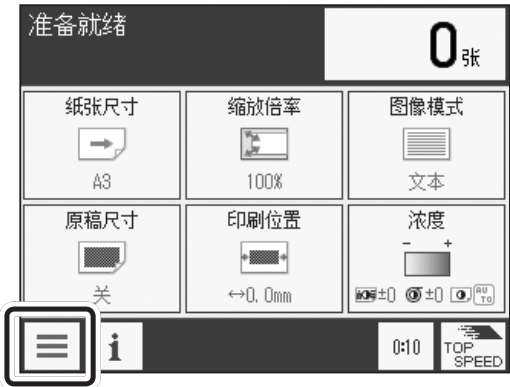 准备就绪
0张
纸张尺寸
缩放倍率
图像模式
A3
100%
文本
原稿尺寸
印刷位置
浓度
- +
关
↔0.0mm
±0 ±0 AUTO
i
0:10
TOP
SPEED